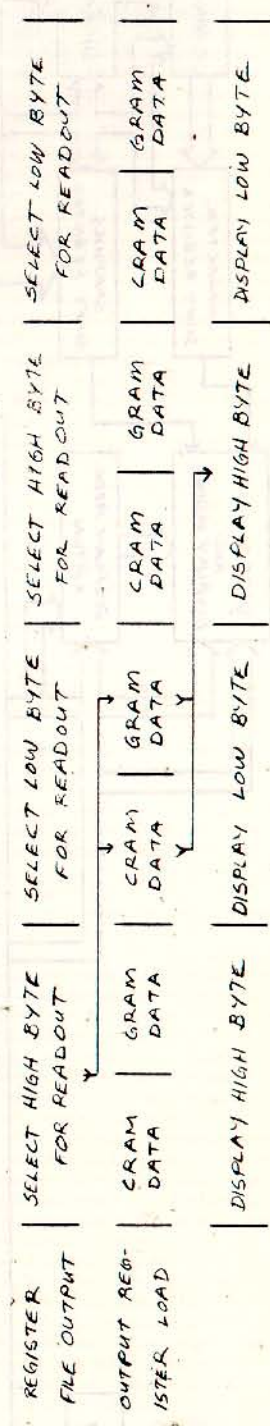 REGISTER
FILE OUTPUT
SELECT HIGH BYTE
FOR READOUT
SELECT LOW BYTE
FOR READOUT
SELECT HIGH BYTE
FOR READOUT
SELECT LOW BYTE
FOR READOUT
OUTPUT REG-
ISTER LOAD
CRAM
DATA
GRAM
DATA
CRAM
DATA
GRAM
DATA
CRAM
DATA
GRAM
DATA
CRAM
DATA
GRAM
DATA
DISPLAY HIGH BYTE
DISPLAY LOW BYTE
DISPLAY HIGH BYTE
DISPLAY LOW BYTE